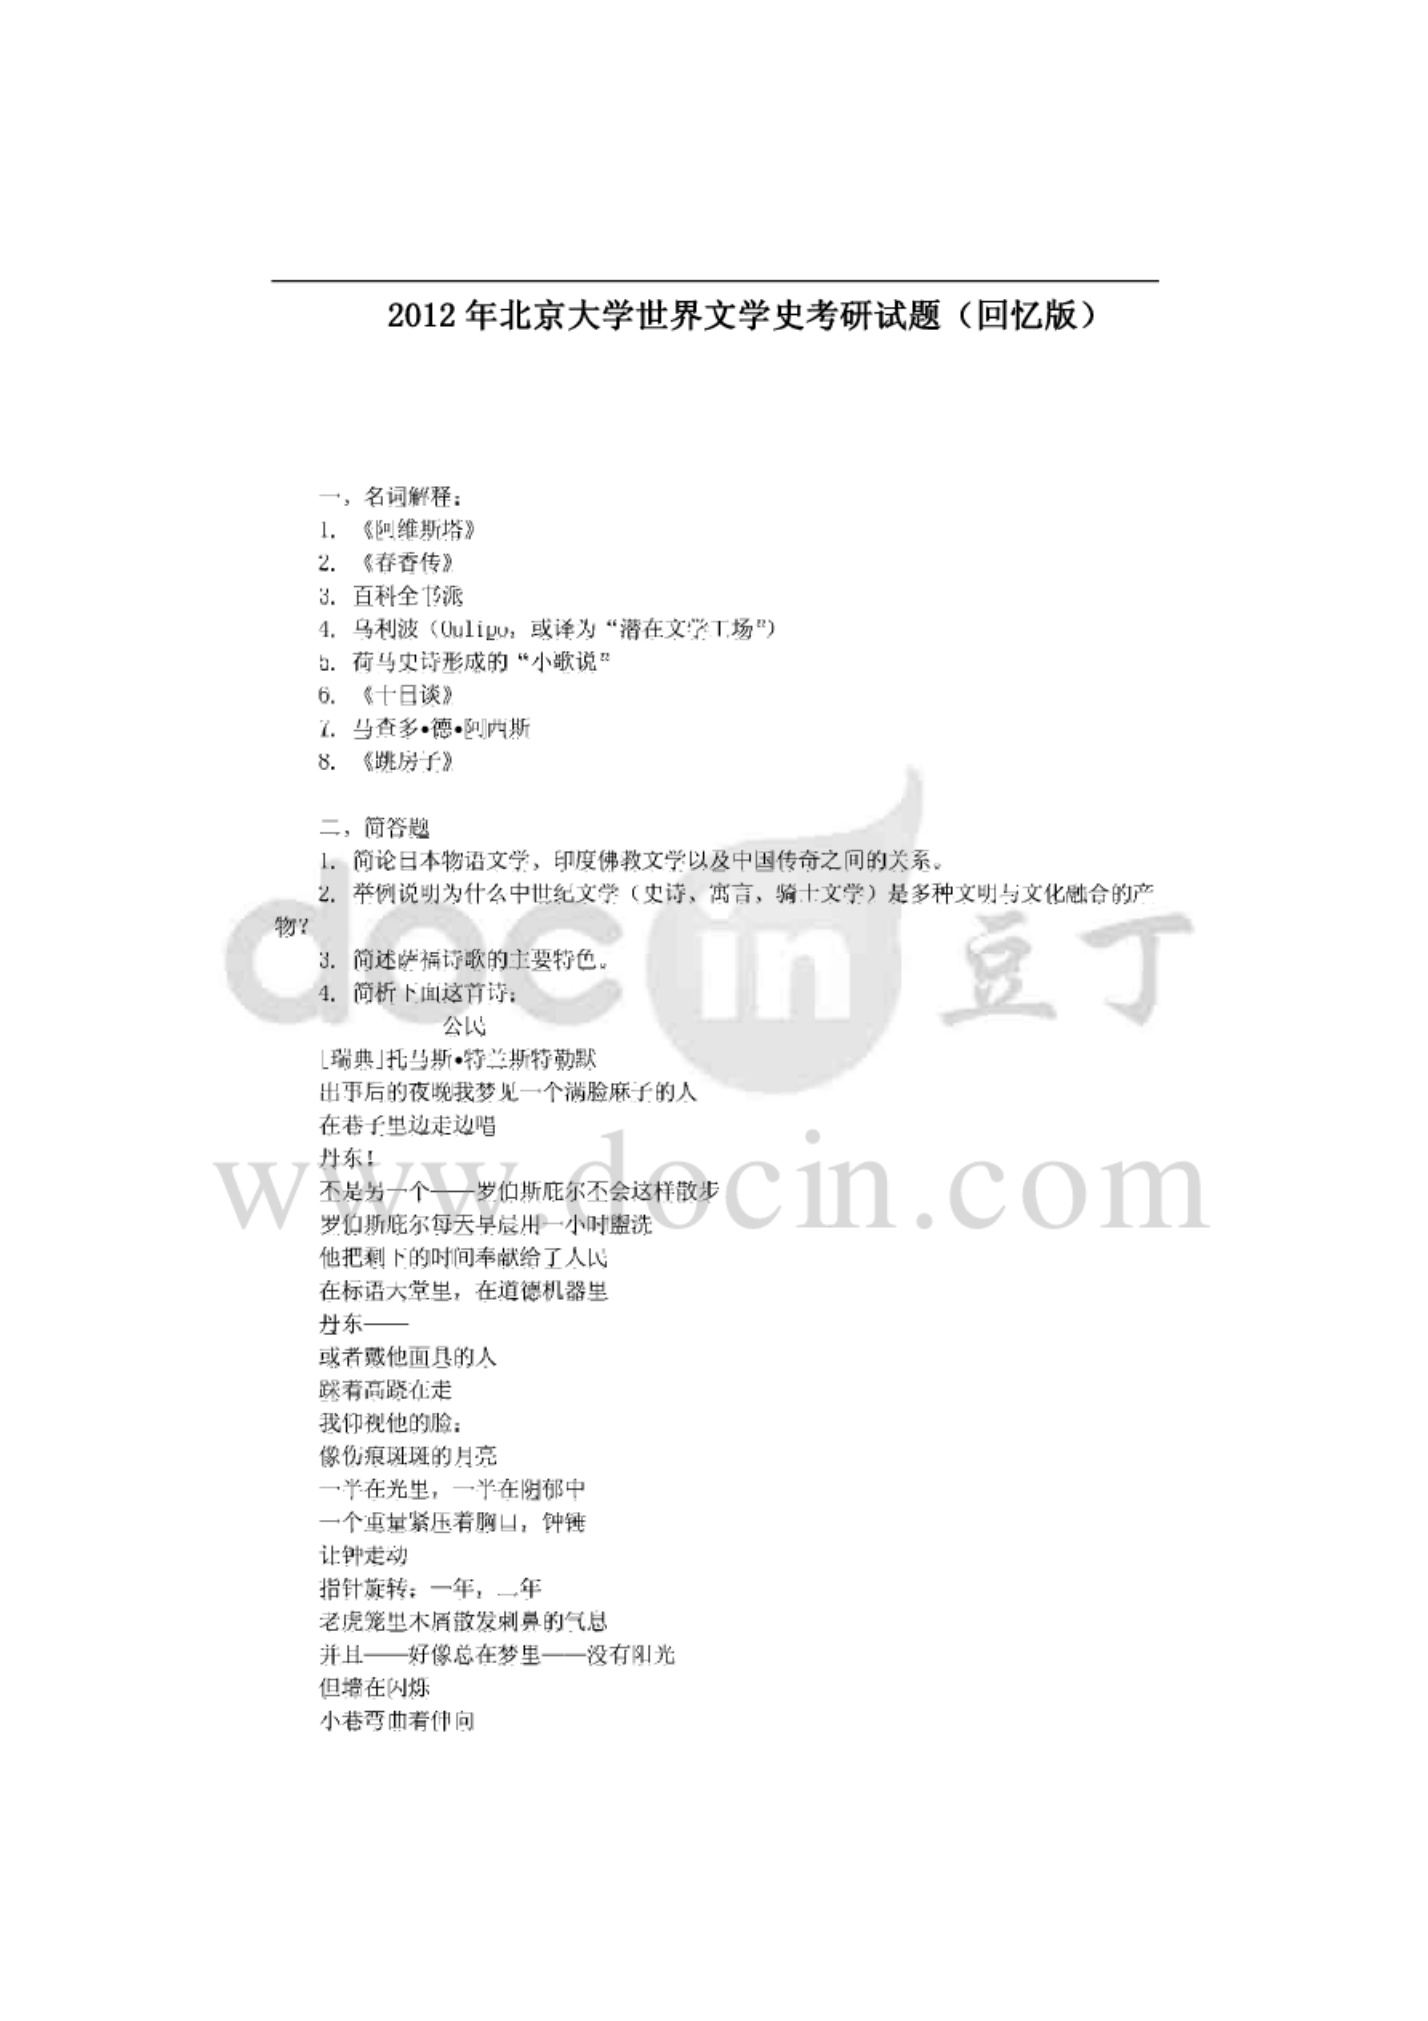 2012年北京大学世界文学史考研试题（回忆版）
一，名词解释：
1. 《阿维斯塔》
2. 《春香传》
3. 百科全书派
4. 乌利波（Oulipo，或译为“潜在文学工场”）
5. 荷马史诗形成的“小歌说”
6. 《十日谈》
7. 马查多•德•阿西斯
8. 《跳房子》
二，简答题
1. 简论日本物语文学，印度佛教文学以及中国传奇之间的关系。
2. 举例说明为什么中世纪文学（史诗，寓言，骑士文学）是多种文明与文化融合的产
物？
3. 简述萨福诗歌的主要特色。
4. 简析下面这首诗：
公民
[瑞典]托马斯•特兰斯特勒默
出事后的夜晚我梦见一个满脸麻子的人
在巷子里边走边唱
丹东！
不是另一个——罗伯斯庇尔不会这样散步
罗伯斯庇尔每天早晨用一小时盥洗
他把剩下的时间奉献给了人民
在标语大堂里，在道德机器里
丹东——
或者戴他面具的人
踩着高跷在走
我仰视他的脸：
像伤痕斑斑的月亮
一半在光里，一半在阴郁中
一个重量紧压着胸口，钟锤
让钟走动
指针旋转：一年，二年
老虎笼里木屑散发刺鼻的气息
并且——好像总在梦里——没有阳光
但墙在闪烁
小巷弯曲着伸向
docin 豆丁
www.docin.com